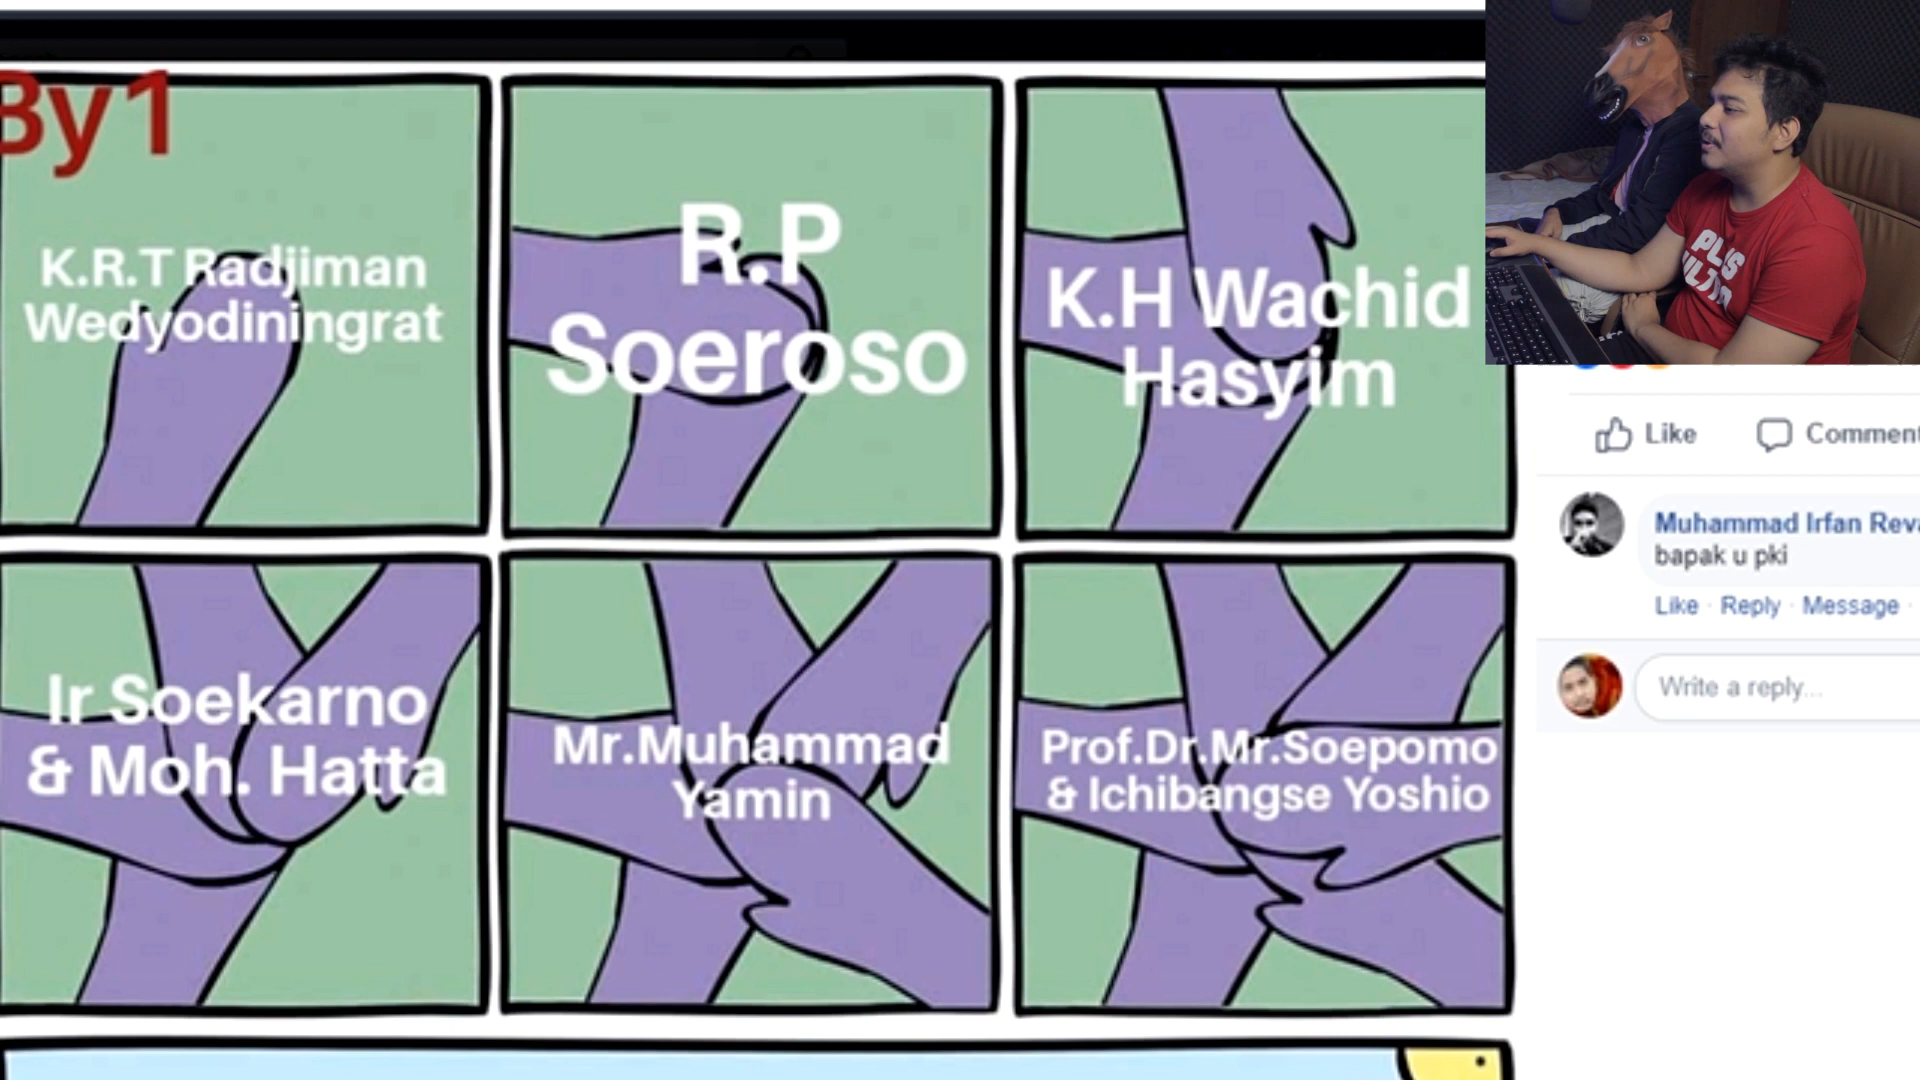 By1
K.R.T Radjiman
Wedyodiningrat
R.P
Soeroso
K.H Wachid
Hasyim
Ir Soekarno
& Moh. Hatta
Mr.Muhammad
Yamin
Prof.Dr.Mr.Soepomo
& Ichibangse Yoshio
Like
Comment
Muhammad Irfan Reva
bapak u pki
Like · Reply · Message ·
Write a reply...